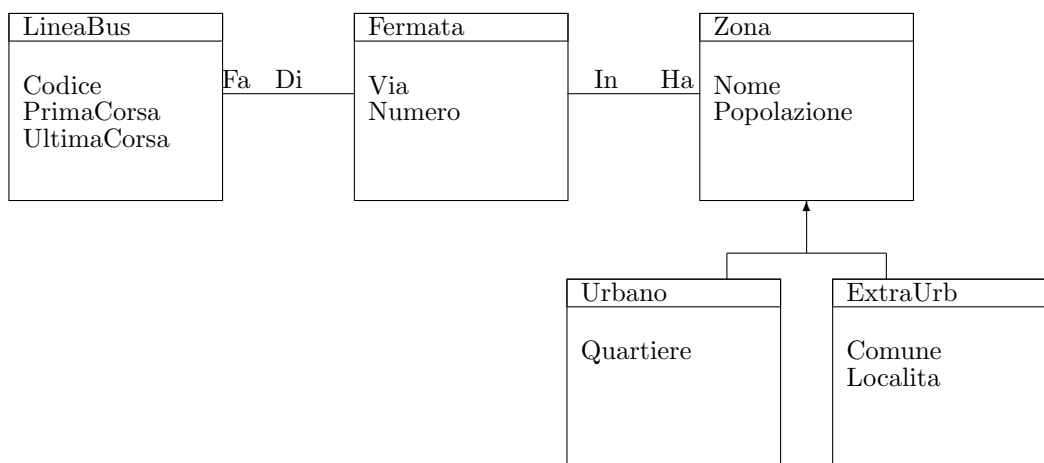 LineaBus
Codice
PrimaCorsa
UltimaCorsa
Fa Di
Fermata
Via
Numero
In Ha
Zona
Nome
Popolazione
Urbano
Quartiere
ExtraUrb
Comune
Localita